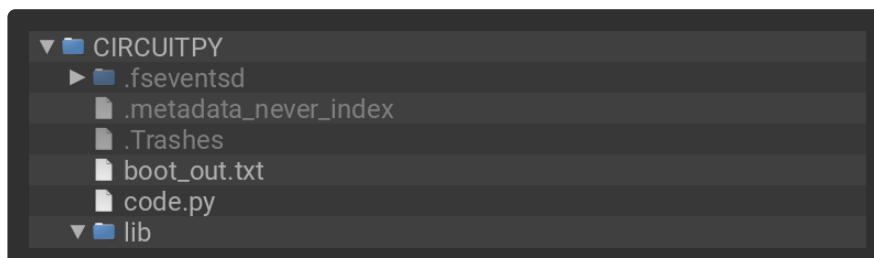 CIRCUITPY
.fseventsd
.metadata_never_index
.Trashes
boot_out.txt
code.py
lib